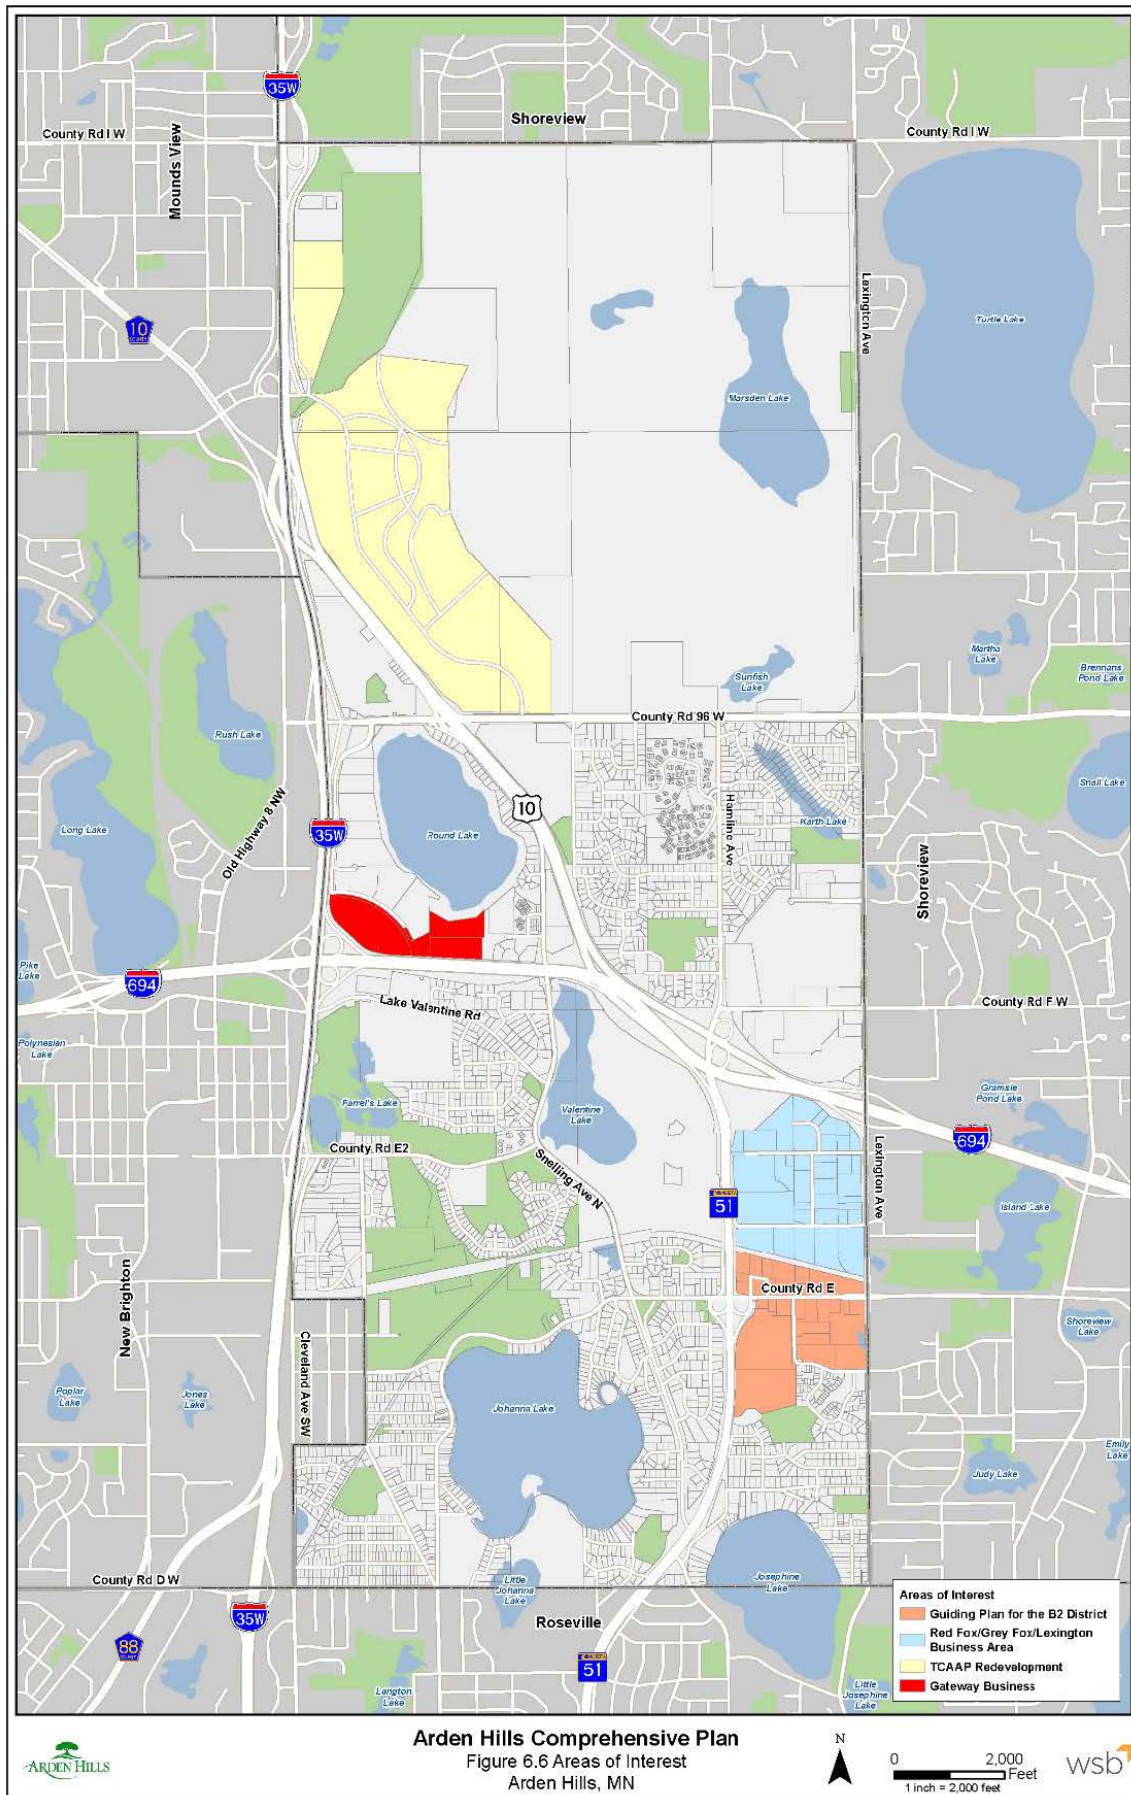 35W
Shoreview
County Rd I W
County Rd I W
Mounds View
Lexington Ave
10
COUNTY
Turtle Lake
Marsden Lake
Martha
Lake
Brennans
Pond Lake
Sunfish
Lake
County Rd 96 W
Rush Lake
Snail Lake
Old Highway 8 NW
10
Hamline Ave
Long Lake
35W
Round Lake
Karth Lake
Shoreview
Pike
Lake
694
Lake Valentine Rd
County Rd F W
Polynesian
Lake
Farrel's Lake
Valentine
Lake
Gramsie
Pond Lake
County Rd E2
694
Snelling Ave N
Lexington Ave
51
Island Lake
New Brighton
County Rd E
Cleveland Ave SW
Shoreview
Lake
Poplar
Lake
Jones
Lake
Johanna Lake
Judy Lake
Emily
Lake
County Rd D W
Little
Johanna
Lake
Josephine
Lake
35W
Roseville
88
COUNTY
51
Langton
Lake
Little
Josephine
Lake
Areas of Interest
Guiding Plan for the B2 District
Red Fox/Grey Fox/Lexington
Business Area
TCAAP Redevelopment
Gateway Business
ARDEN HILLS
Arden Hills Comprehensive Plan
Figure 6.6 Areas of Interest
Arden Hills, MN
N
0 2,000
Feet
1 inch = 2,000 feet
wsb